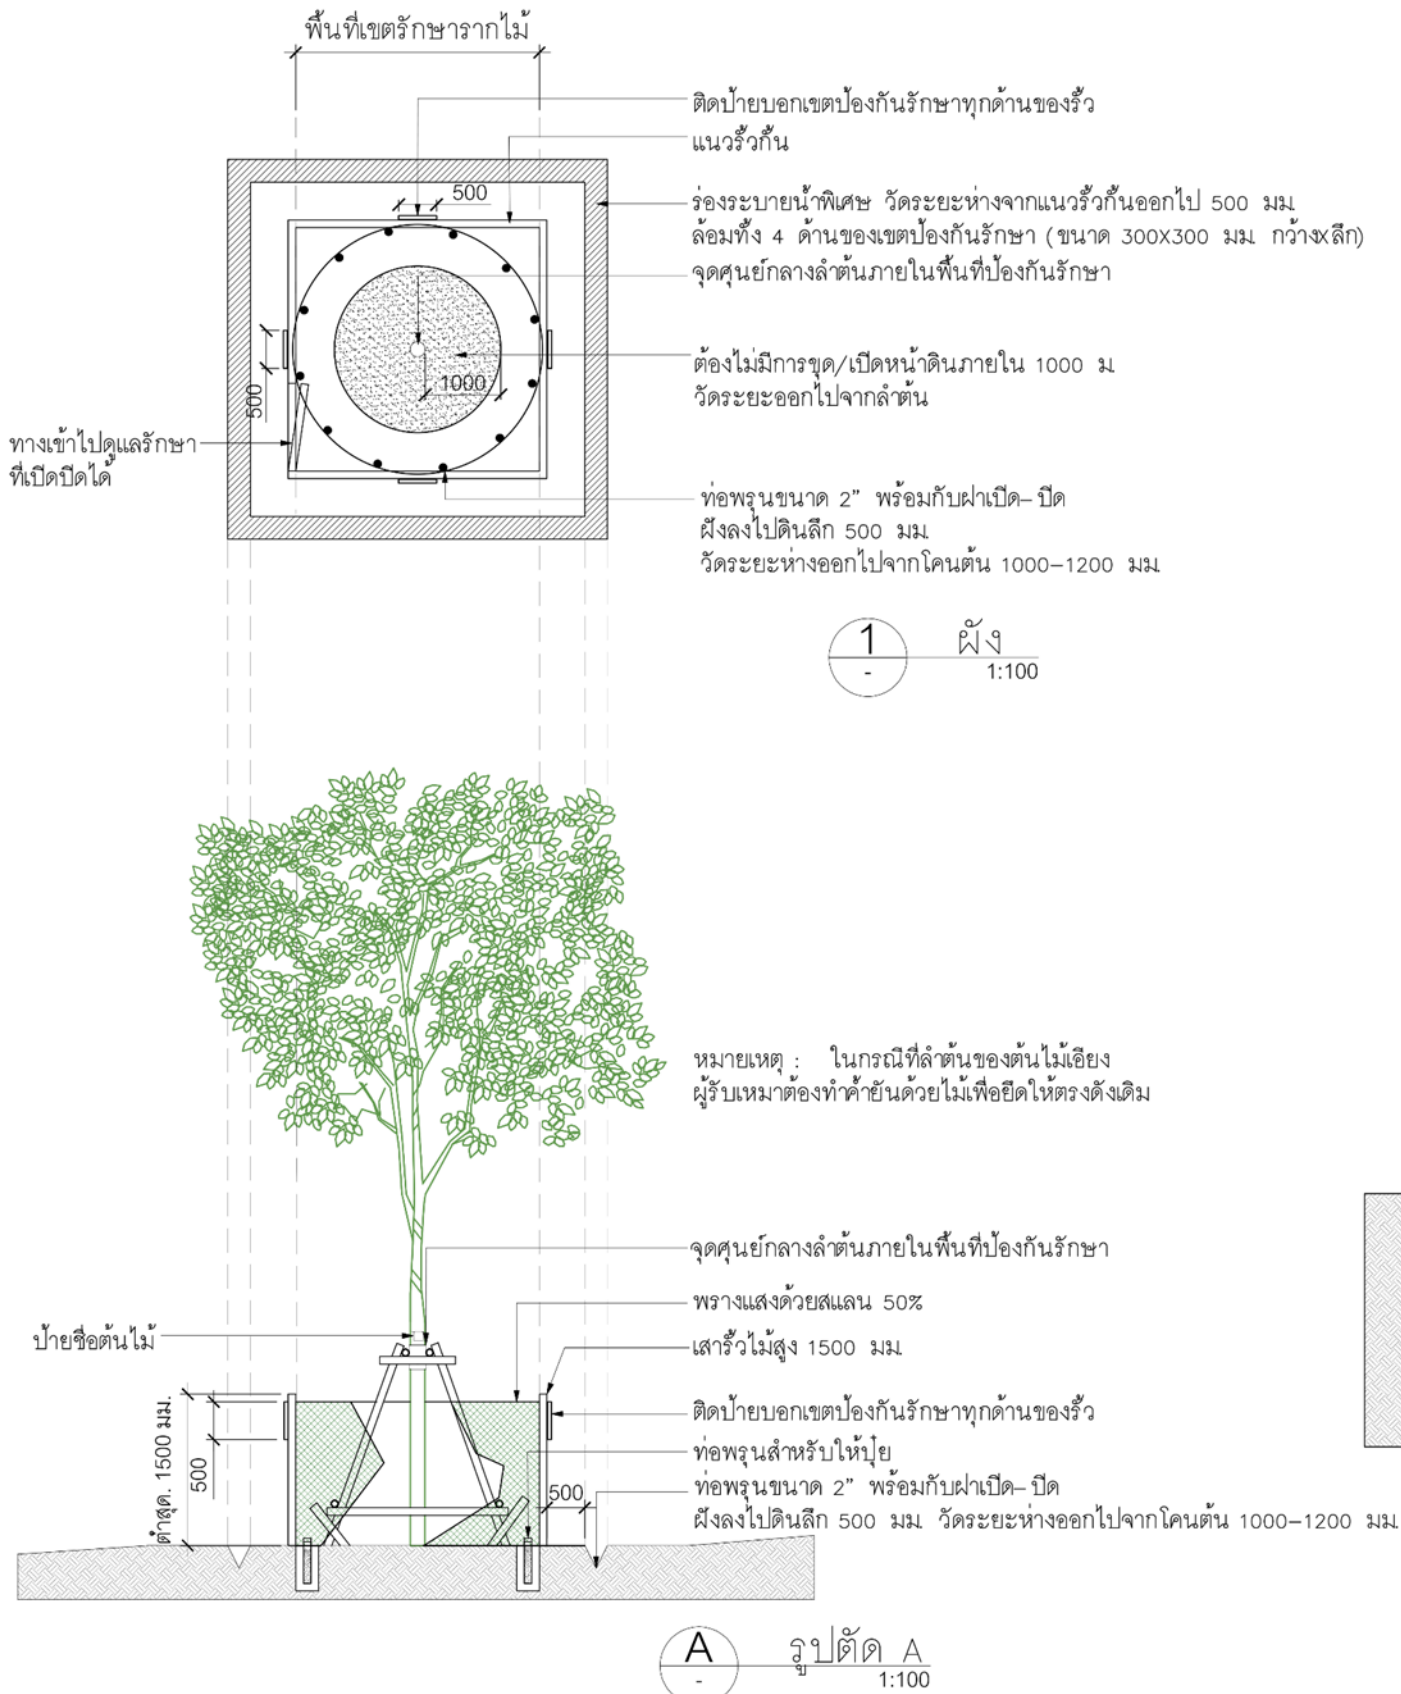 พื้นที่เขตรักษารากไม้
ติดป้ายบอกเขตป้องกันรักษาทุกด้านของรั้ว
แนวรั้วกั้น
500
ร่องระบายน้ำพิเศษ วัดระยะห่างจากแนวรั้วกั้นออกไป 500 มม.
ล้อมทั้ง 4 ด้านของเขตป้องกันรักษา (ขนาด 300X300 มม. กว้างxลึก)
จุดศูนย์กลางลำต้นภายในพื้นที่ป้องกันรักษา
ต้องไม่มีการขุด/เปิดหน้าดินภายใน 1000 ม.
วัดระยะออกไปจากลำต้น
1000
500
ทางเข้าไปดูแลรักษา
ที่เปิดปิดได้
ท่อพรุนขนาด 2" พร้อมกับฝาเปิด-ปิด
ฝังลงไปดินลึก 500 มม.
วัดระยะห่างออกไปจากโคนต้น 1000-1200 มม.
1
-
ผัง
1:100
หมายเหตุ : ในกรณีที่ลำต้นของต้นไม้เอียง
ผู้รับเหมาต้องทำค้ำยันด้วยไม้เพื่อยึดให้ตรงดังเดิม
จุดศูนย์กลางลำต้นภายในพื้นที่ป้องกันรักษา
พรางแสงด้วยสแลน 50%
ป้ายชื่อต้นไม้
เสารั้วไม้สูง 1500 มม.
ติดป้ายบอกเขตป้องกันรักษาทุกด้านของรั้ว
ท่อพรุนสำหรับให้ปุ๋ย
ต่ำสุด. 1500 มม.
500
500
ท่อพรุนขนาด 2" พร้อมกับฝาเปิด-ปิด
ฝังลงไปดินลึก 500 มม. วัดระยะห่างออกไปจากโคนต้น 1000-1200 มม.
A
-
รูปตัด A
1:100